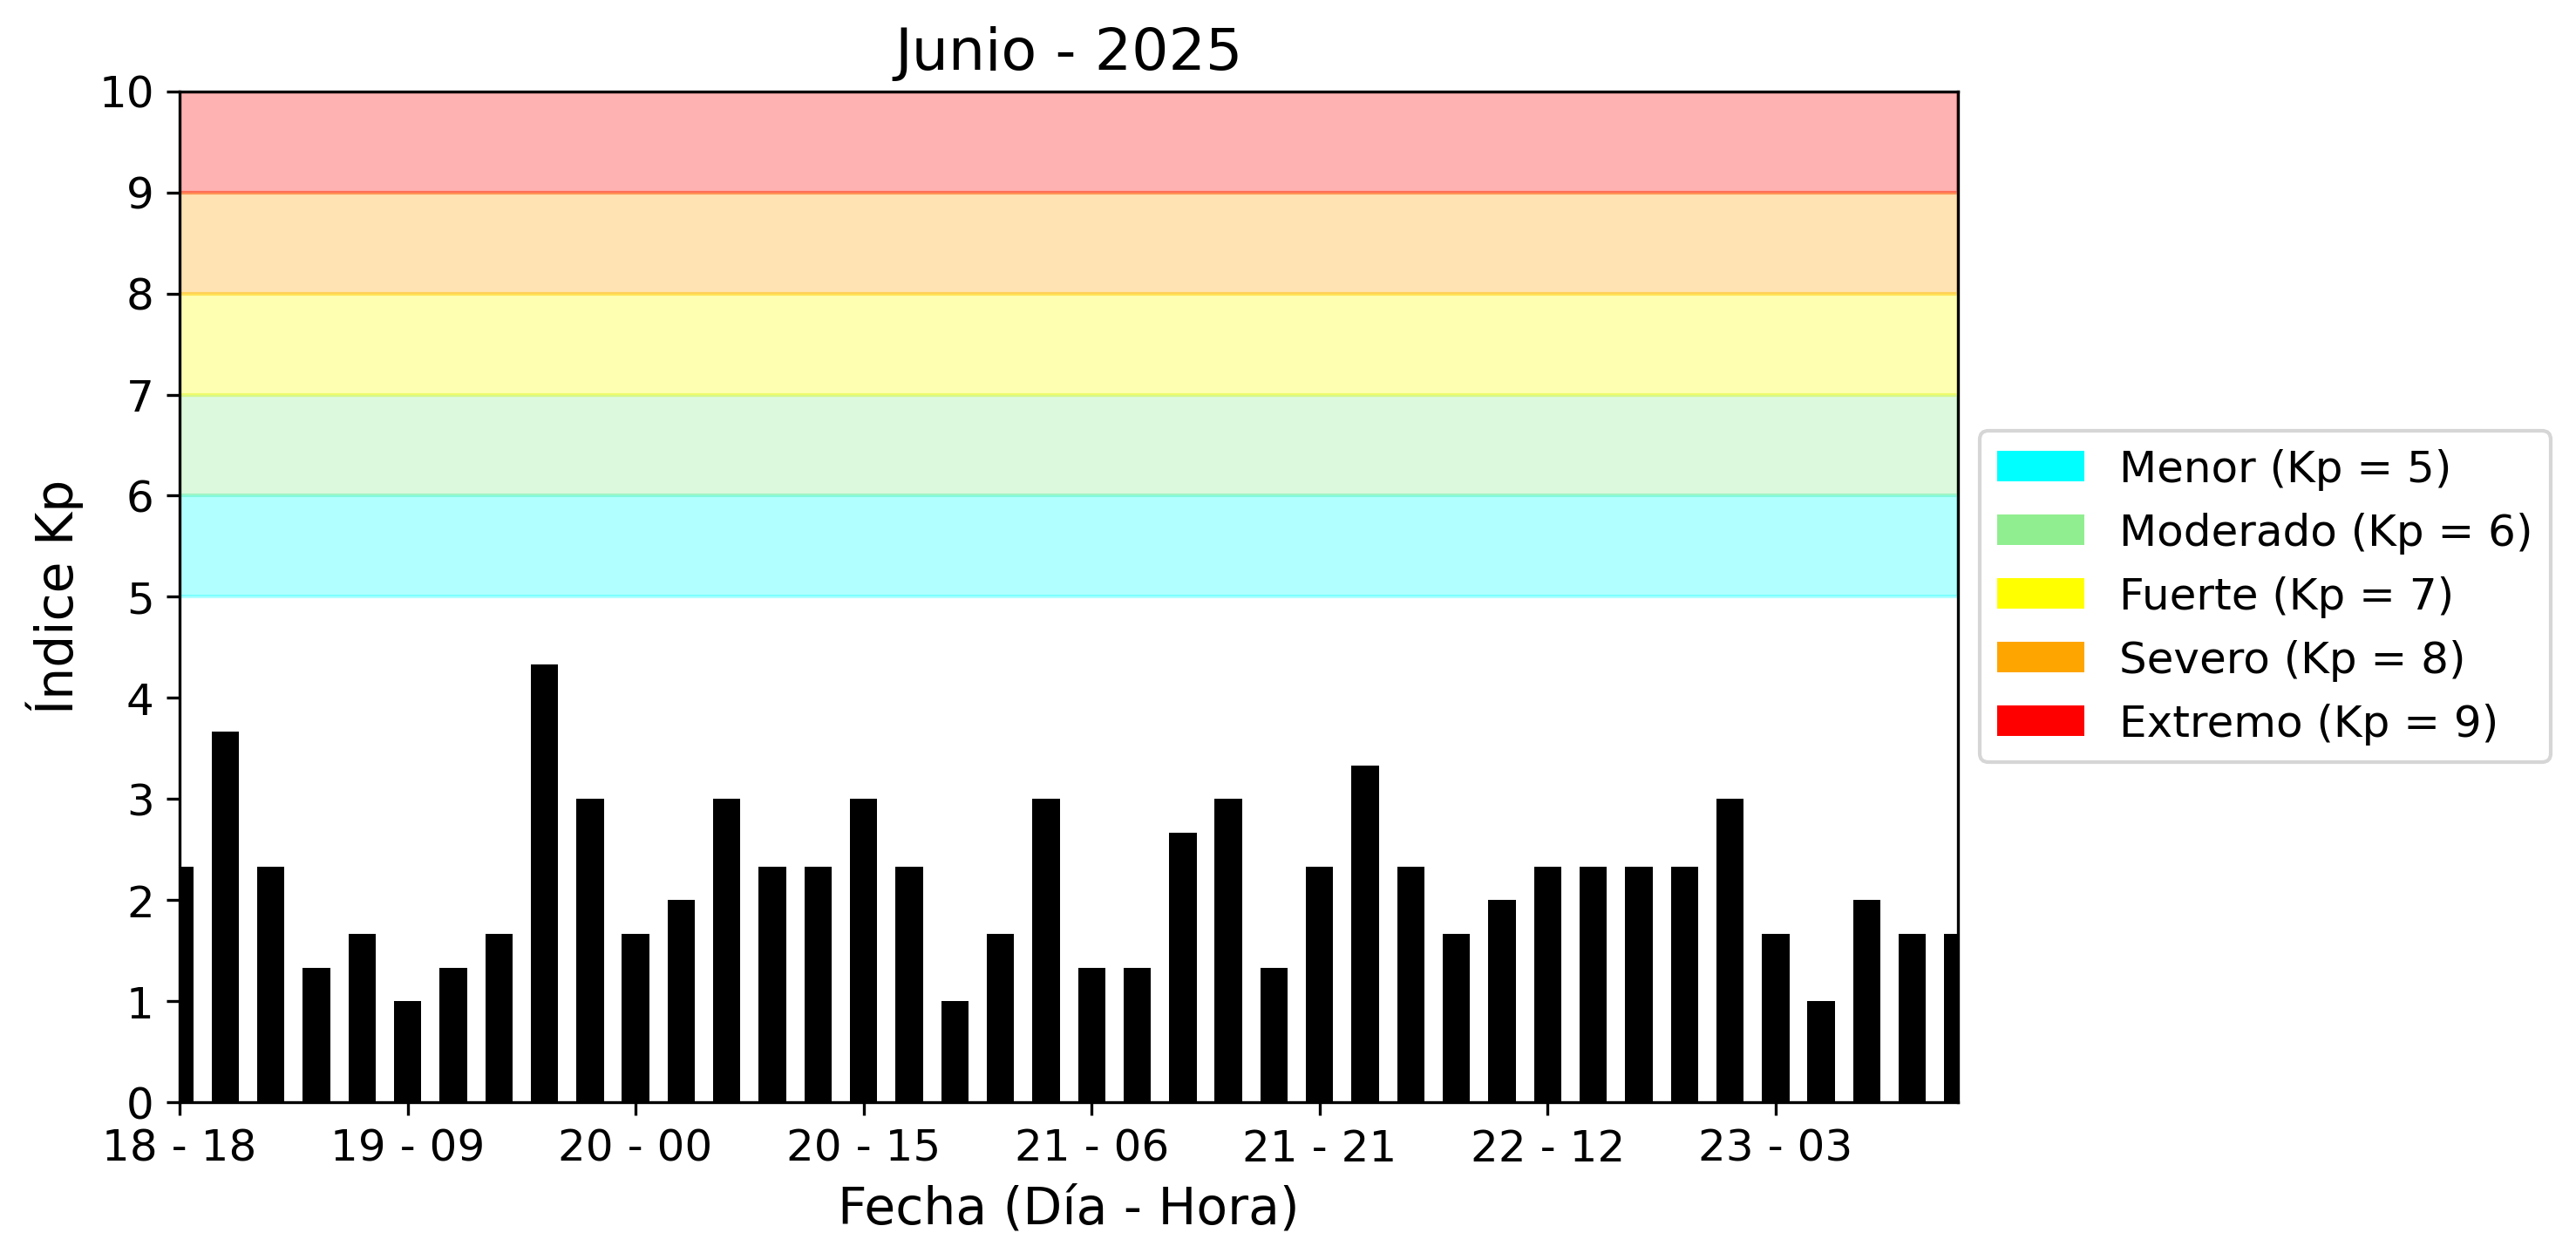 Junio - 2025
10
9
8
7
6
5
4
3
2
1
0
Índice Kp
18 - 18
19 - 09
20 - 00
20 - 15
21 - 06
21 - 21
22 - 12
23 - 03
Fecha (Día - Hora)
Menor (Kp = 5)
Moderado (Kp = 6)
Fuerte (Kp = 7)
Severo (Kp = 8)
Extremo (Kp = 9)